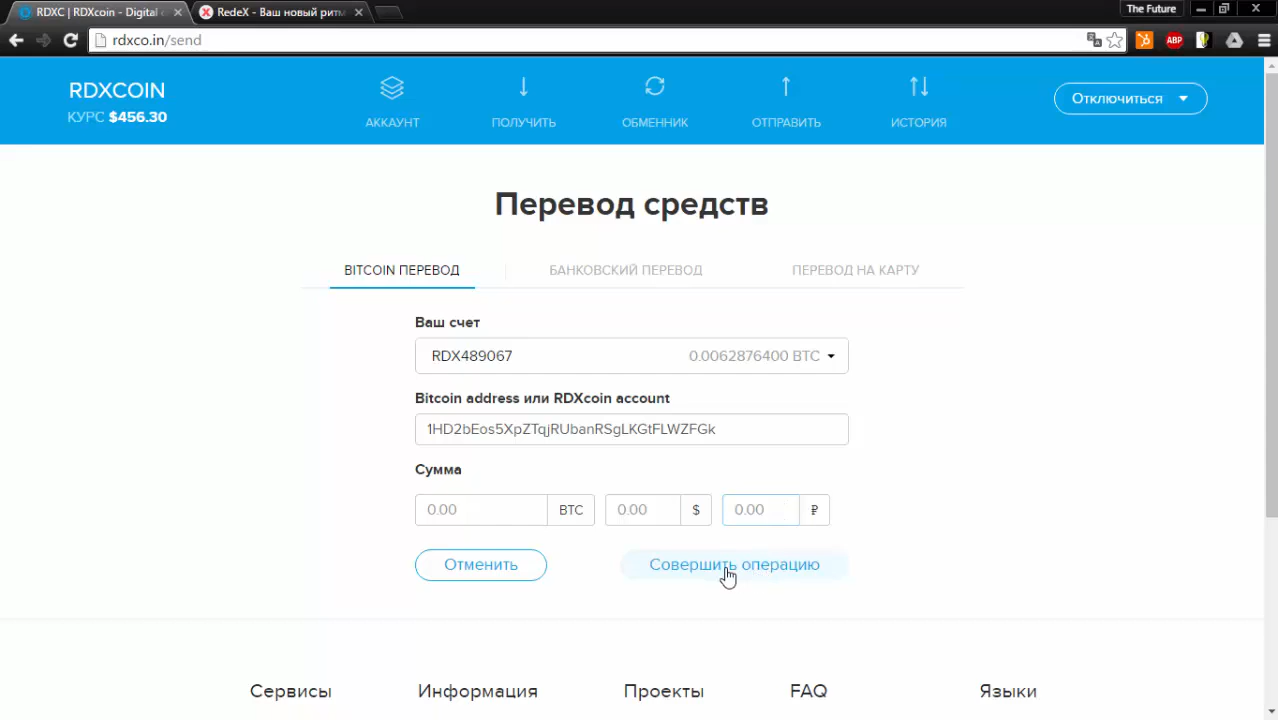 RDXC | RDXcoin - Digital c
RedeX - Ваш новый ритм
The Future
rdxco.in/send
ABP
RDXCOIN
КУРС $456.30
АККАУНТ
ПОЛУЧИТЬ
ОБМЕННИК
ОТПРАВИТЬ
ИСТОРИЯ
Отключиться
Перевод средств
BITCOIN ПЕРЕВОД
БАНКОВСКИЙ ПЕРЕВОД
ПЕРЕВОД НА КАРТУ
Ваш счет
RDX489067 0.0062876400 BTC
Bitcoin address или RDXcoin account
1HD2bEos5XpZTqjRUbanRSgLKGtFLWZFGk
Сумма
0.00 BTC 0.00 $ 0.00 ₽
Отменить
Совершить операцию
Сервисы
Информация
Проекты
FAQ
Языки